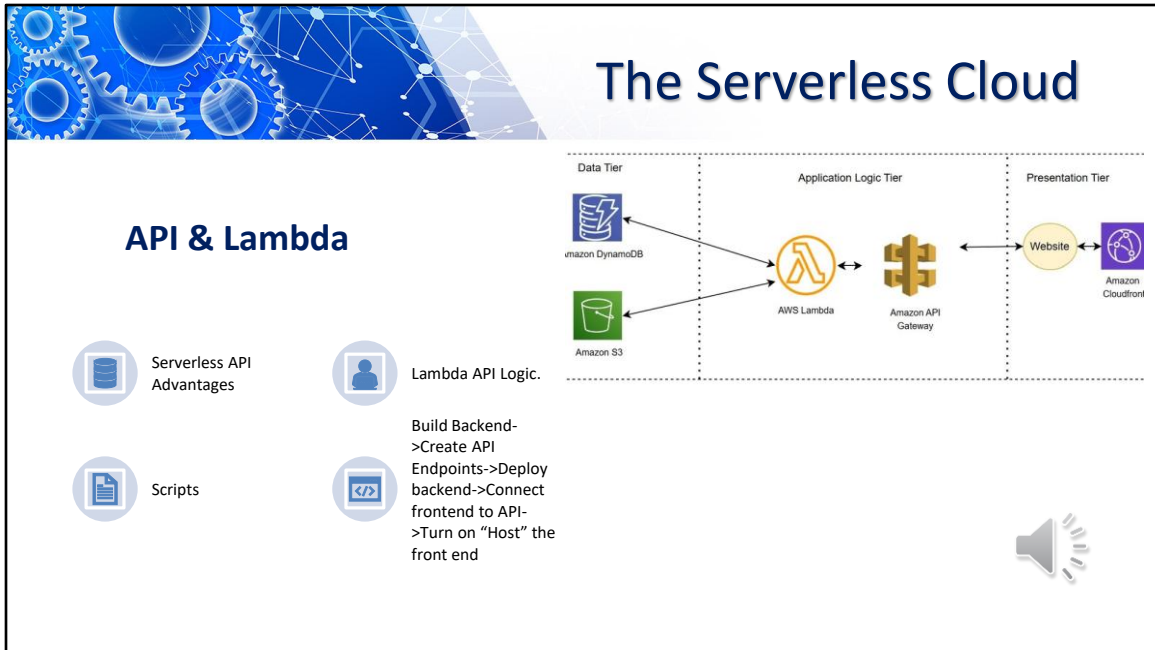 The Serverless Cloud
API & Lambda
Serverless API
Advantages
Lambda API Logic.
Scripts
Build Backend-
>Create API
Endpoints->Deploy
backend->Connect
frontend to API-
>Turn on “Host” the
front end
Data Tier
Application Logic Tier
Presentation Tier
mazon DynamoDB
Amazon S3
AWS Lambda
Amazon API
Gateway
Website
Amazon
Cloudfront